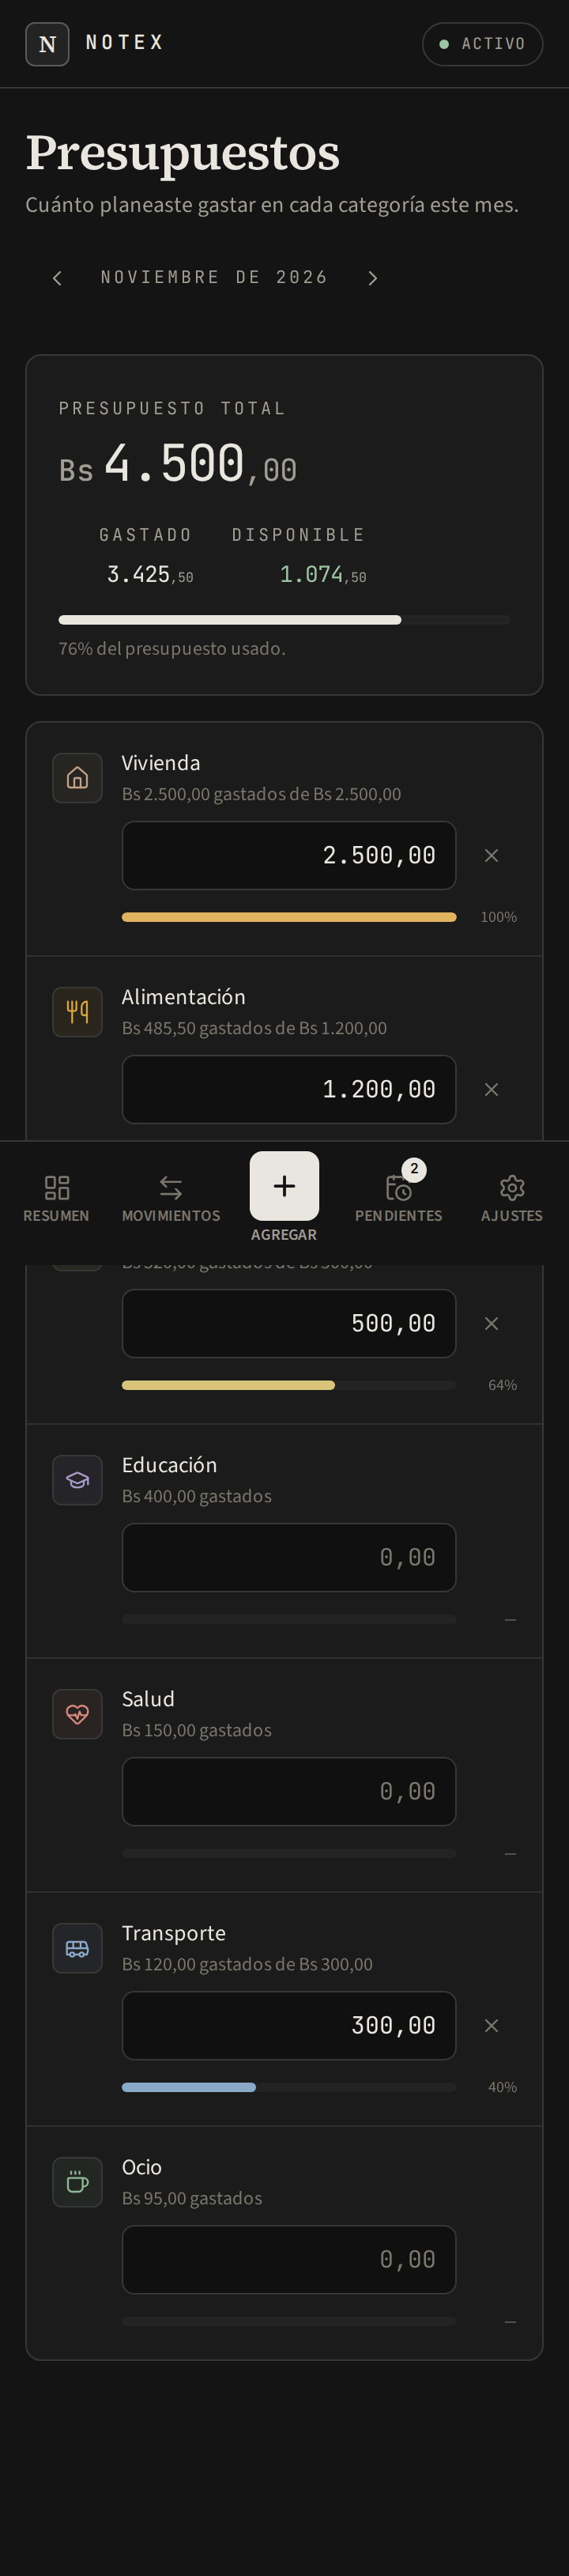 N NOTEX ACTIVO
Presupuestos
Cuánto planeaste gastar en cada categoría este mes.
NOVIEMBRE DE 2026
PRESUPUESTO TOTAL
Bs 4.500,00
GASTADO DISPONIBLE
3.425,50 1.074,50
76% del presupuesto usado.
Vivienda
Bs 2.500,00 gastados de Bs 2.500,00
2.500,00
100%
Alimentación
Bs 485,50 gastados de Bs 1.200,00
1.200,00
2
RESUMEN MOVIMIENTOS AGREGAR PENDIENTES AJUSTES
500,00
64%
Educación
Bs 400,00 gastados
0,00
—
Salud
Bs 150,00 gastados
0,00
—
Transporte
Bs 120,00 gastados de Bs 300,00
300,00
40%
Ocio
Bs 95,00 gastados
0,00
—